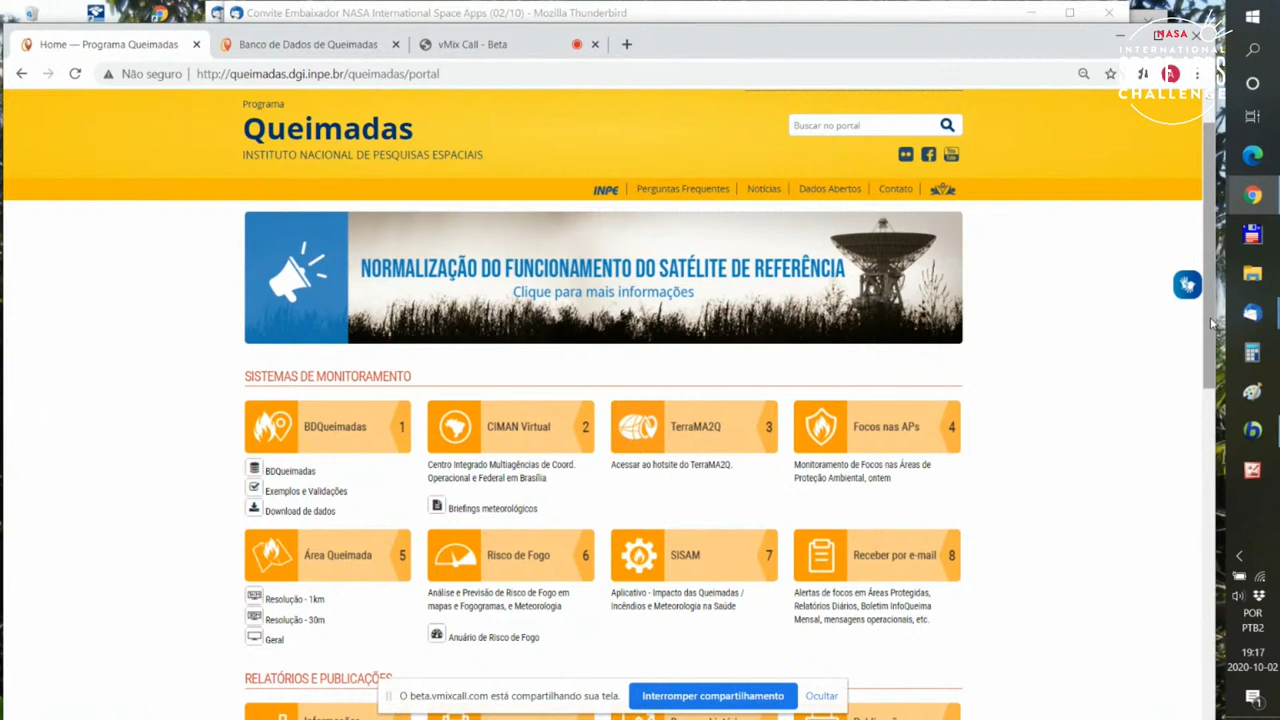 Convite Embaixador NASA International Space Apps (02/10) - Mozilla Thunderbird
Home — Programa Queimadas
Banco de Dados de Queimadas
vMix Call - Beta
Não seguro
http://queimadas.dgi.inpe.br/queimadas/portal
NASA
INTERNATIONAL
SPACE APPS
CHALLENGE
Programa
Queimadas
INSTITUTO NACIONAL DE PESQUISAS ESPACIAIS
Buscar no portal
You
Tube
INPE
Perguntas Frequentes
Notícias
Dados Abertos
Contato
NORMALIZAÇÃO DO FUNCIONAMENTO DO SATÉLITE DE REFERÊNCIA
Clique para mais informações
SISTEMAS DE MONITORAMENTO
BDQueimadas 1
CIMAN Virtual 2
TerraMA2Q 3
Focos nas APs 4
BDQueimadas
Exemplos e Validações
Download de dados
Centro Integrado Multiagências de Coord.
Operacional e Federal em Brasília
Briefings meteorológicos
Acessar ao hotsite do TerraMA2Q.
Monitoramento de Focos nas Áreas de
Proteção Ambiental, ontem
Área Queimada 5
Risco de Fogo 6
SISAM 7
Receber por e-mail 8
Resolução - 1km
Resolução - 30m
Geral
Análise e Previsão de Risco de Fogo em
mapas e Fogogramas, e Meteorologia
Anuário de Risco de Fogo
Aplicativo - Impacto das Queimadas /
Incêndios e Meteorologia na Saúde
Alertas de focos em Áreas Protegidas,
Relatórios Diários, Boletim InfoQueima
Mensal, mensagens operacionais, etc.
RELATÓRIOS E PUBLICAÇÕES
O beta.vmixcall.com está compartilhando sua tela.
Interromper compartilhamento
Ocultar
POR
PTB2
19:17
2020-10-02
1